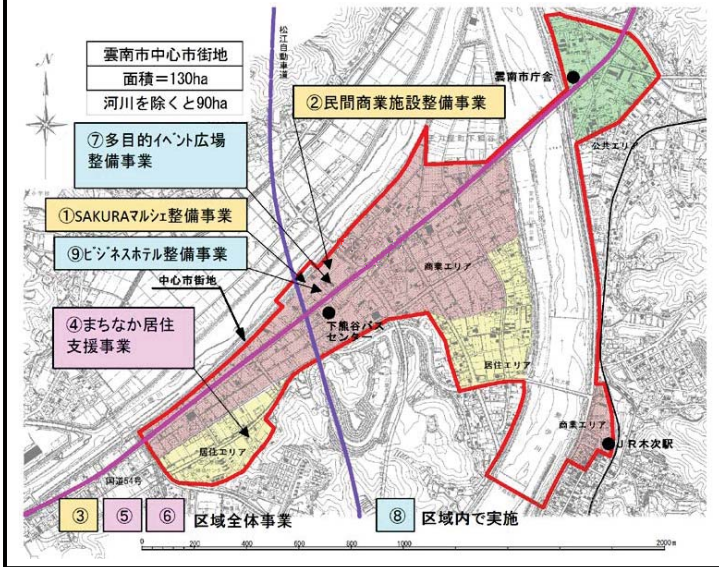 雲南市中心市街地
面積＝130ha
河川を除くと90ha
N
松江自動車道
雲南市庁舎
公共エリア
②民間商業施設整備事業
⑦多目的イベント広場
整備事業
①SAKURAマルシェ整備事業
⑨ビジネスホテル整備事業
中心市街地
商業エリア
下熊谷バス
センター
④まちなか居住
支援事業
居住エリア
商業エリア
JR木次駅
居住エリア
国道54号
③ ⑤ ⑥ 区域全体事業
⑧ 区域内で実施
0 200 400 600 800 1000 2000m